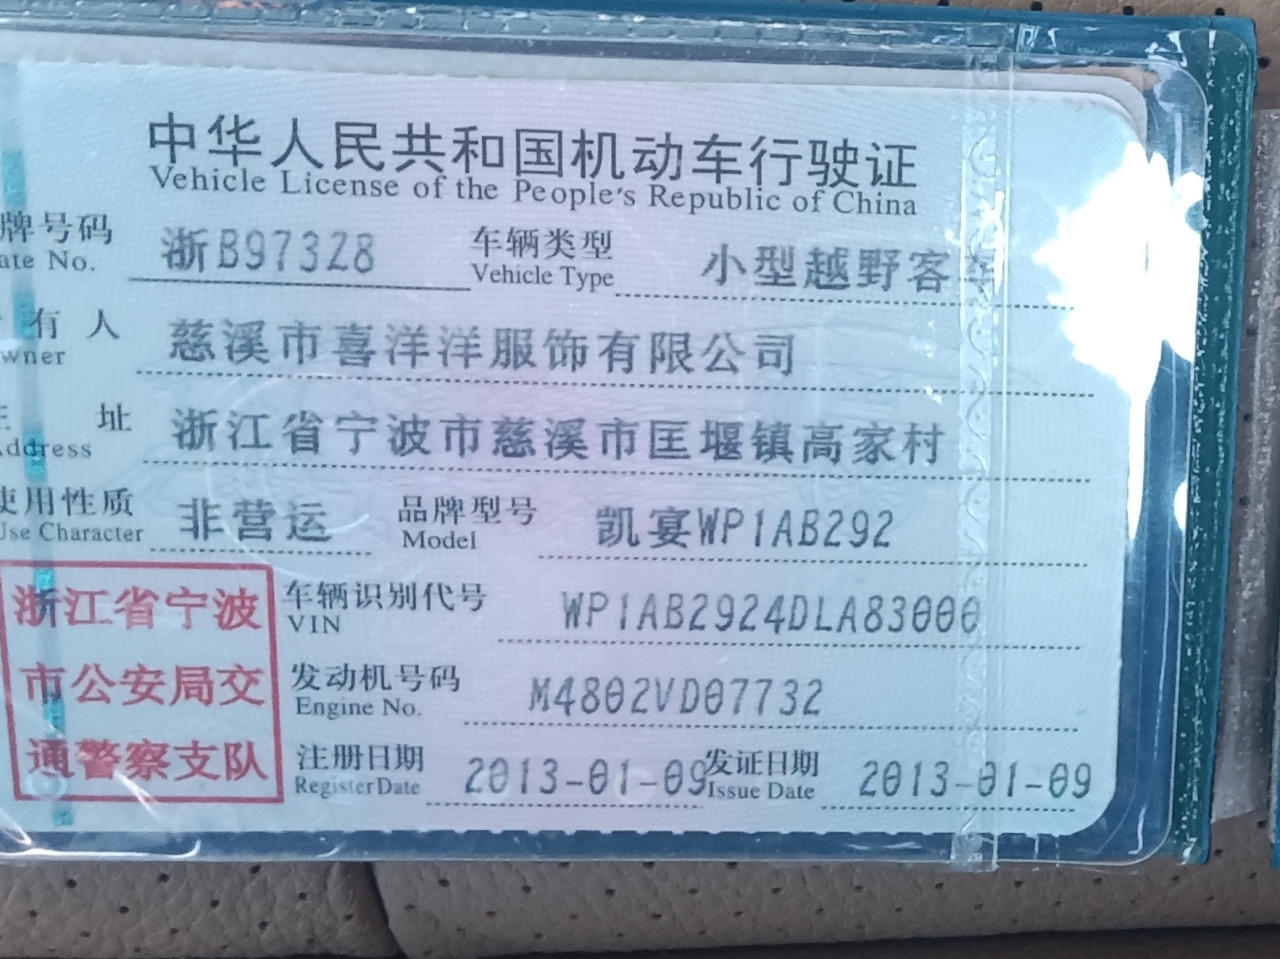 中华人民共和国机动车行驶证
Vehicle License of the People's Republic of China
牌号码 浙B97328 车辆类型 小型越野客车
ate No. Vehicle Type
有人 慈溪市喜洋洋服饰有限公司
wner
址 浙江省宁波市慈溪市匡堰镇高家村
Address
使用性质 非营运 品牌型号 凯宴WP1AB292
Use Character Model
浙江省宁波 车辆识别代号 WP1AB2924DLA83000
VIN
市公安局交 发动机号码 M4802VD07732
Engine No.
通警察支队 注册日期 2013-01-09 发证日期 2013-01-09
Register Date Issue Date